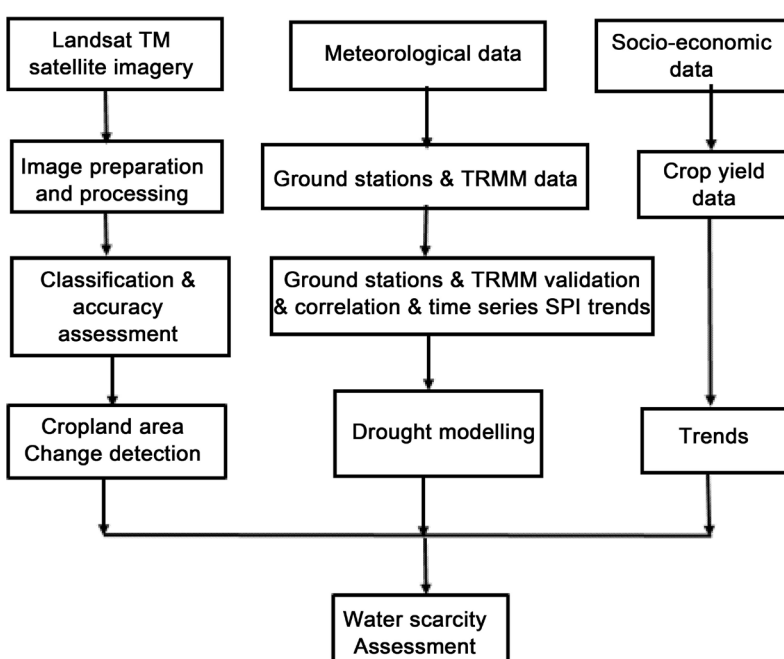 Landsat TM
satellite imagery
Meteorological data
Socio-economic
data
Image preparation
and processing
Ground stations & TRMM data
Crop yield
data
Classification &
accuracy
assessment
Ground stations & TRMM validation
& correlation & time series SPI trends
Cropland area
Change detection
Drought modelling
Trends
Water scarcity
Assessment